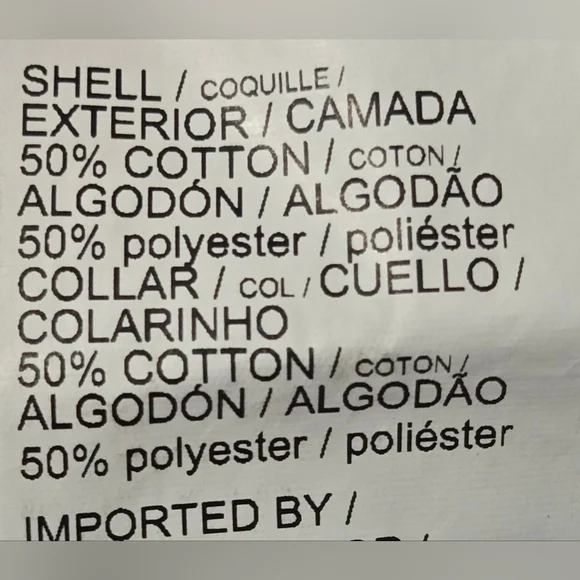 SHELL / COQUILLE /
EXTERIOR / CAMADA
50% COTTON / COTON /
ALGODÓN / ALGODÃO
50% polyester / poliéster
COLLAR / COL / CUELLO /
COLARINHO
50% COTTON / COTON /
ALGODÓN / ALGODÃO
50% polyester / poliéster
IMPORTED BY /